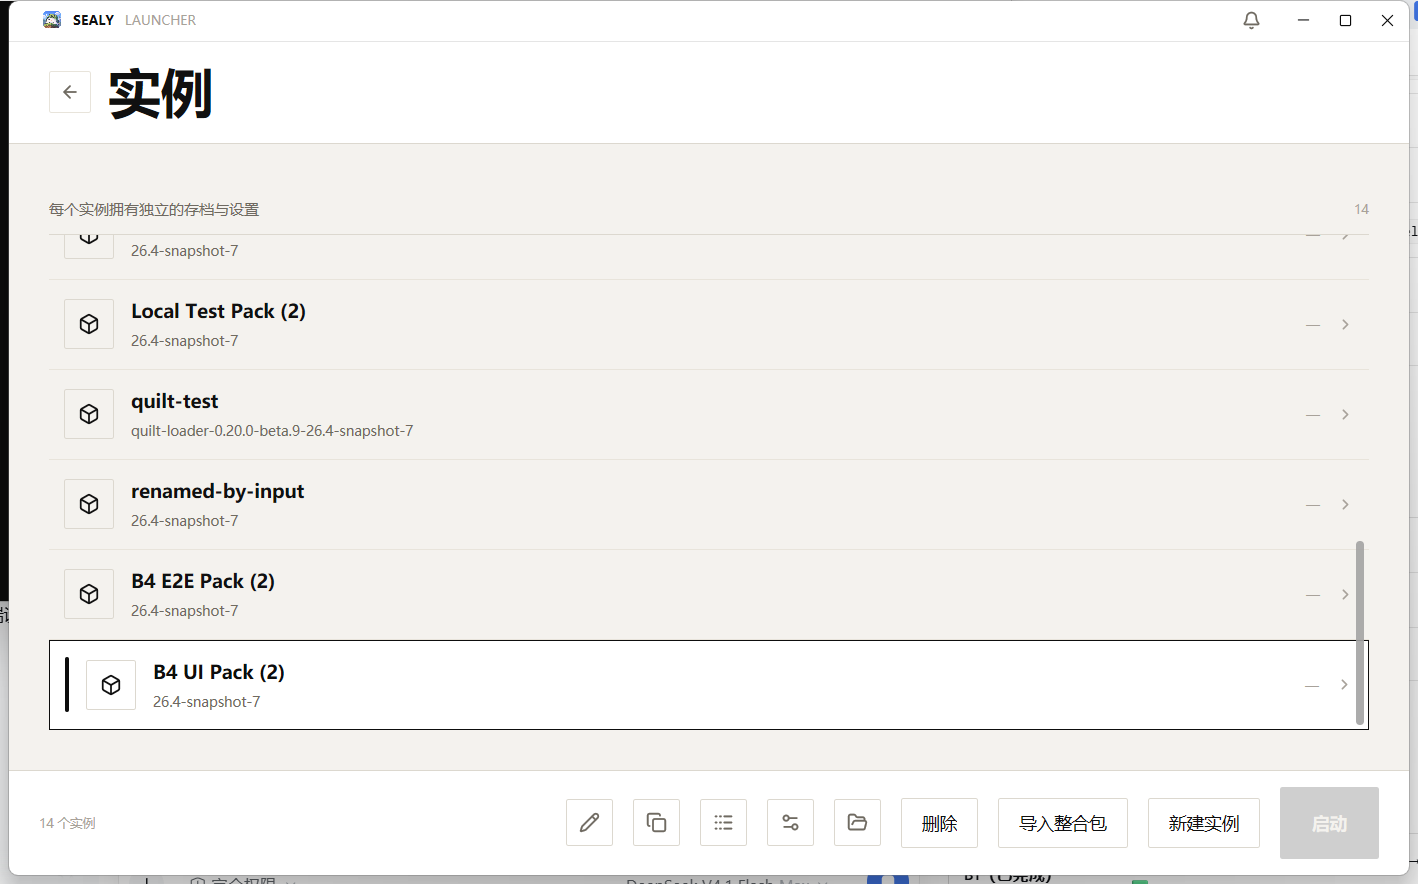 SEALY LAUNCHER
实例
每个实例拥有独立的存档与设置 14
26.4-snapshot-7
Local Test Pack (2)
26.4-snapshot-7
quilt-test
quilt-loader-0.20.0-beta.9-26.4-snapshot-7
renamed-by-input
26.4-snapshot-7
B4 E2E Pack (2)
26.4-snapshot-7
B4 UI Pack (2)
26.4-snapshot-7
14 个实例
删除
导入整合包
新建实例
启动